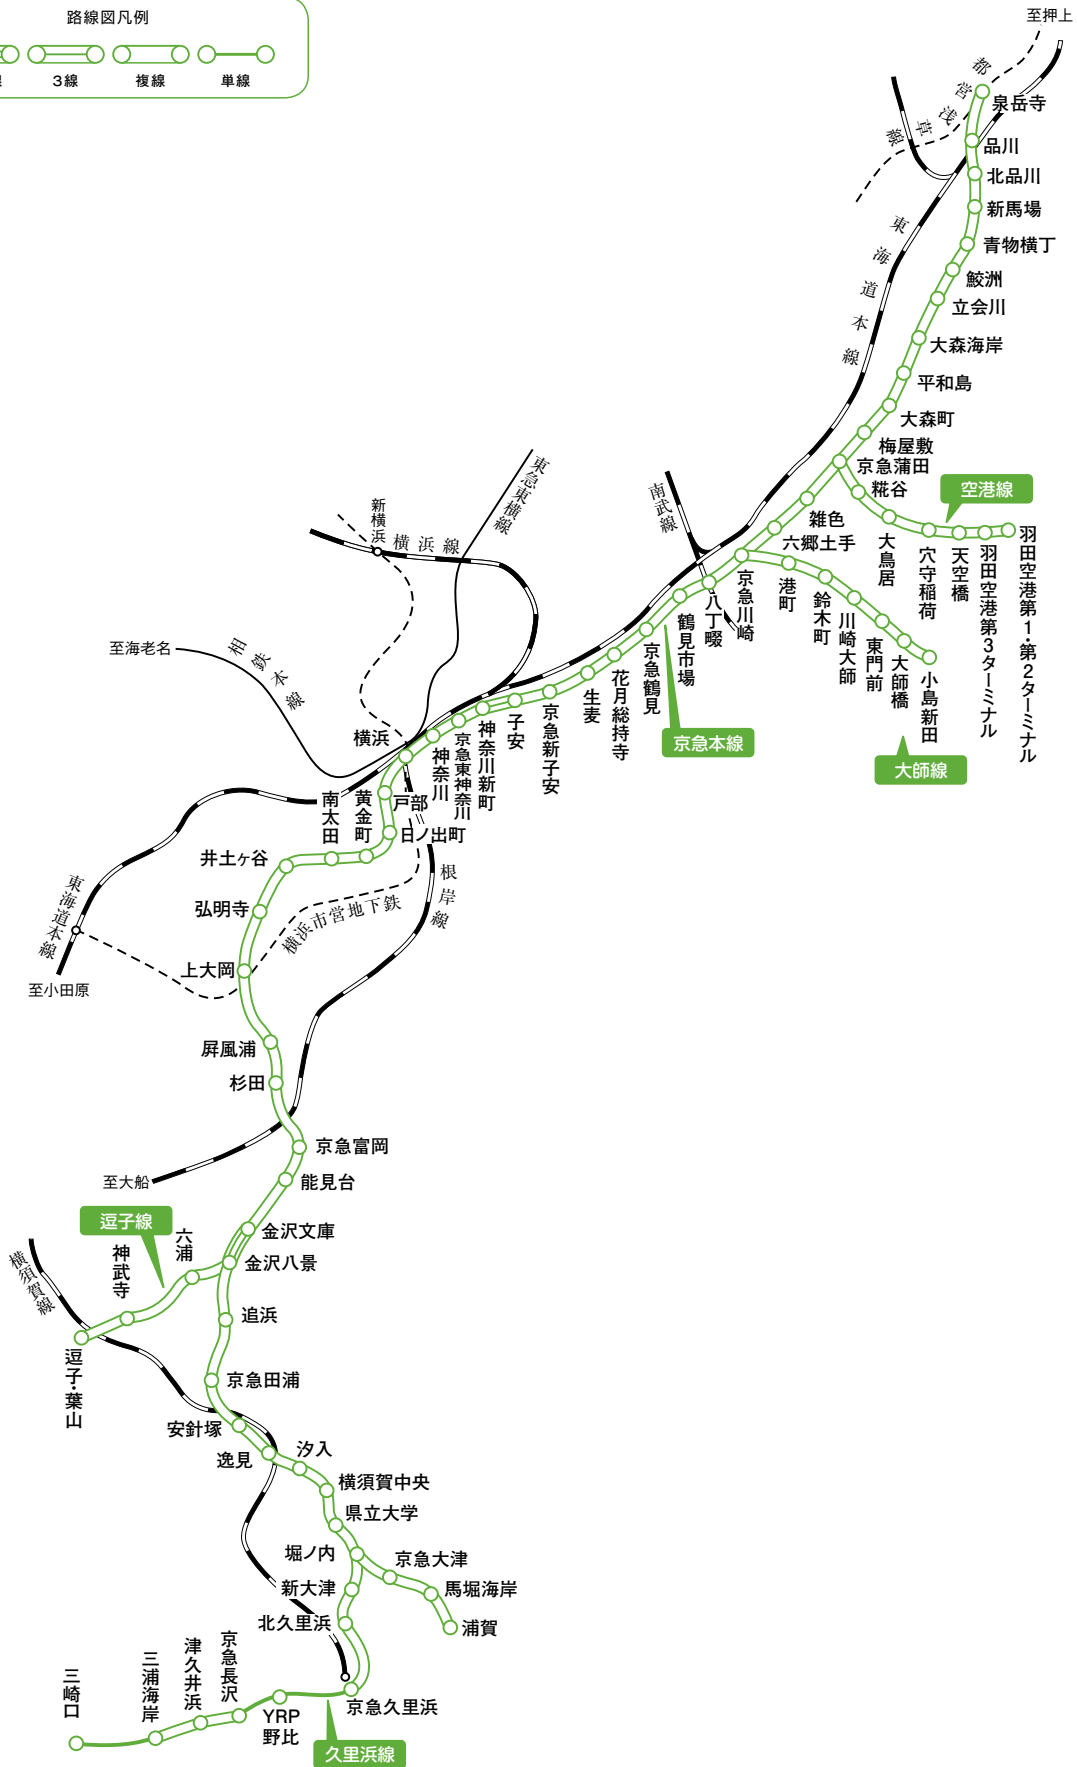 路線図凡例
3線
複線
単線
至押上
都営浅草線
泉岳寺
品川
北品川
新馬場
青物横丁
鮫洲
立会川
大森海岸
平和島
大森町
梅屋敷
京急蒲田
東海道本線
空港線
糀谷
大鳥居
穴守稲荷
天空橋
羽田空港第3ターミナル
羽田空港第1・第2ターミナル
雑色
六郷土手
京急川崎
港町
鈴木町
川崎大師
東門前
大師橋
小島新田
大師線
南武線
八丁畷
鶴見市場
京急鶴見
京急本線
花月総持寺
生麦
京急新子安
子安
神奈川新町
京急東神奈川
神奈川
横浜
東急東横線
新横浜
横浜線
至海老名
相鉄本線
戸部
日ノ出町
黄金町
南太田
井土ヶ谷
弘明寺
上大岡
根岸線
横浜市営地下鉄
東海道本線
至小田原
屏風浦
杉田
京急富岡
能見台
至大船
金沢文庫
金沢八景
逗子線
六浦
神武寺
逗子・葉山
横須賀線
追浜
京急田浦
安針塚
逸見
汐入
横須賀中央
県立大学
堀ノ内
京急大津
馬堀海岸
浦賀
新大津
北久里浜
京急久里浜
久里浜線
YRP
野比
京急長沢
津久井浜
三浦海岸
三崎口